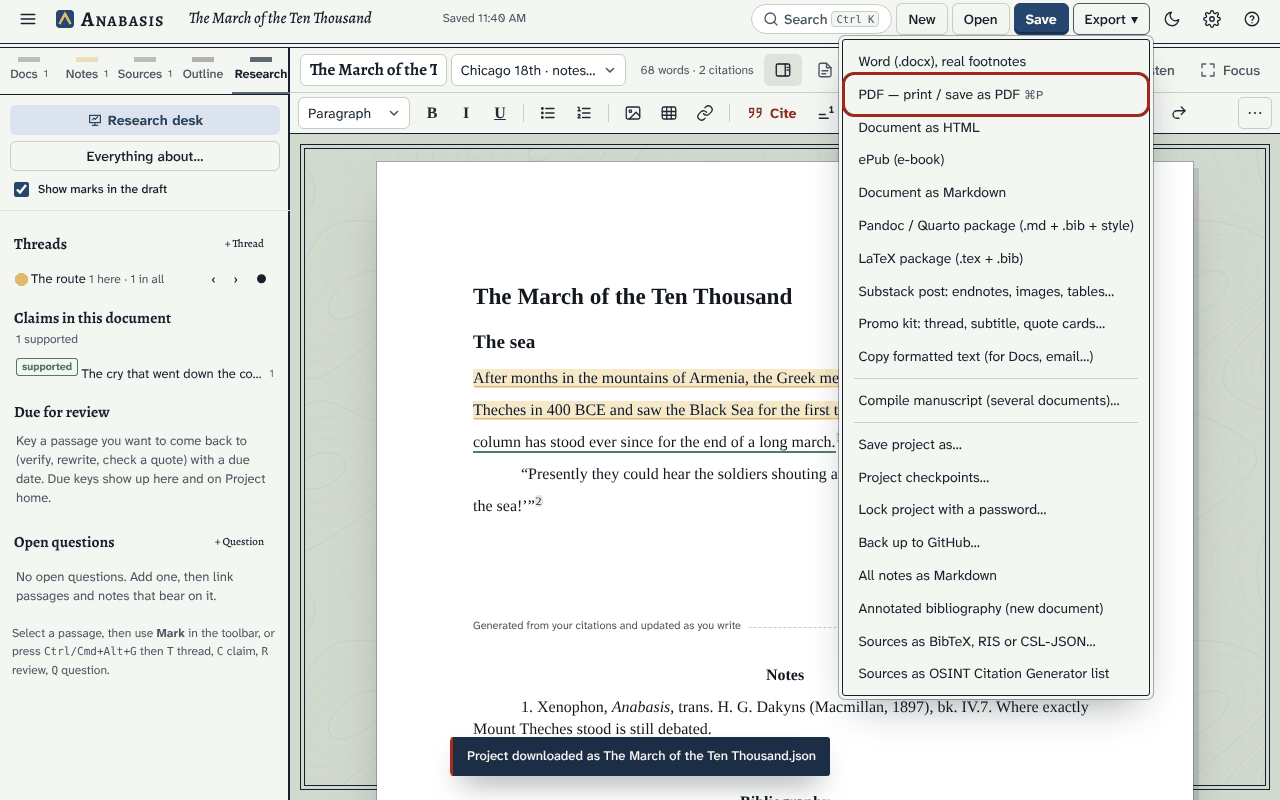 Anabasis
The March of the Ten Thousand
Saved 11:40 AM
Search Ctrl K
New
Open
Save
Export ▾
Docs 1
Notes 1
Sources 1
Outline
Research
The March of the T
Chicago 18th · notes...
68 words · 2 citations
Focus
Paragraph
B
I
U
Cite
Research desk
Everything about…
Show marks in the draft
Threads
+ Thread
The route 1 here · 1 in all
Claims in this document
1 supported
supported The cry that went down the co... 1
Due for review
Key a passage you want to come back to
(verify, rewrite, check a quote) with a due
date. Due keys show up here and on Project
home.
Open questions
+ Question
No open questions. Add one, then link
passages and notes that bear on it.
Select a passage, then use Mark in the toolbar, or
press Ctrl/Cmd+Alt+G then T thread, C claim, R
review, Q question.
The March of the Ten Thousand
The sea
After months in the mountains of Armenia, the Greek me
Theches in 400 BCE and saw the Black Sea for the first t
column has stood ever since for the end of a long march.
“Presently they could hear the soldiers shouting a
the sea!’”2
Generated from your citations and updated as you write
Notes
1. Xenophon, Anabasis, trans. H. G. Dakyns (Macmillan, 1897), bk. IV.7. Where exactly
Mount Theches stood is still debated.
Project downloaded as The March of the Ten Thousand.json
Word (.docx), real footnotes
PDF — print / save as PDF ⌘P
Document as HTML
ePub (e-book)
Document as Markdown
Pandoc / Quarto package (.md + .bib + style)
LaTeX package (.tex + .bib)
Substack post: endnotes, images, tables…
Promo kit: thread, subtitle, quote cards…
Copy formatted text (for Docs, email…)
Compile manuscript (several documents)…
Save project as…
Project checkpoints…
Lock project with a password…
Back up to GitHub…
All notes as Markdown
Annotated bibliography (new document)
Sources as BibTeX, RIS or CSL-JSON…
Sources as OSINT Citation Generator list